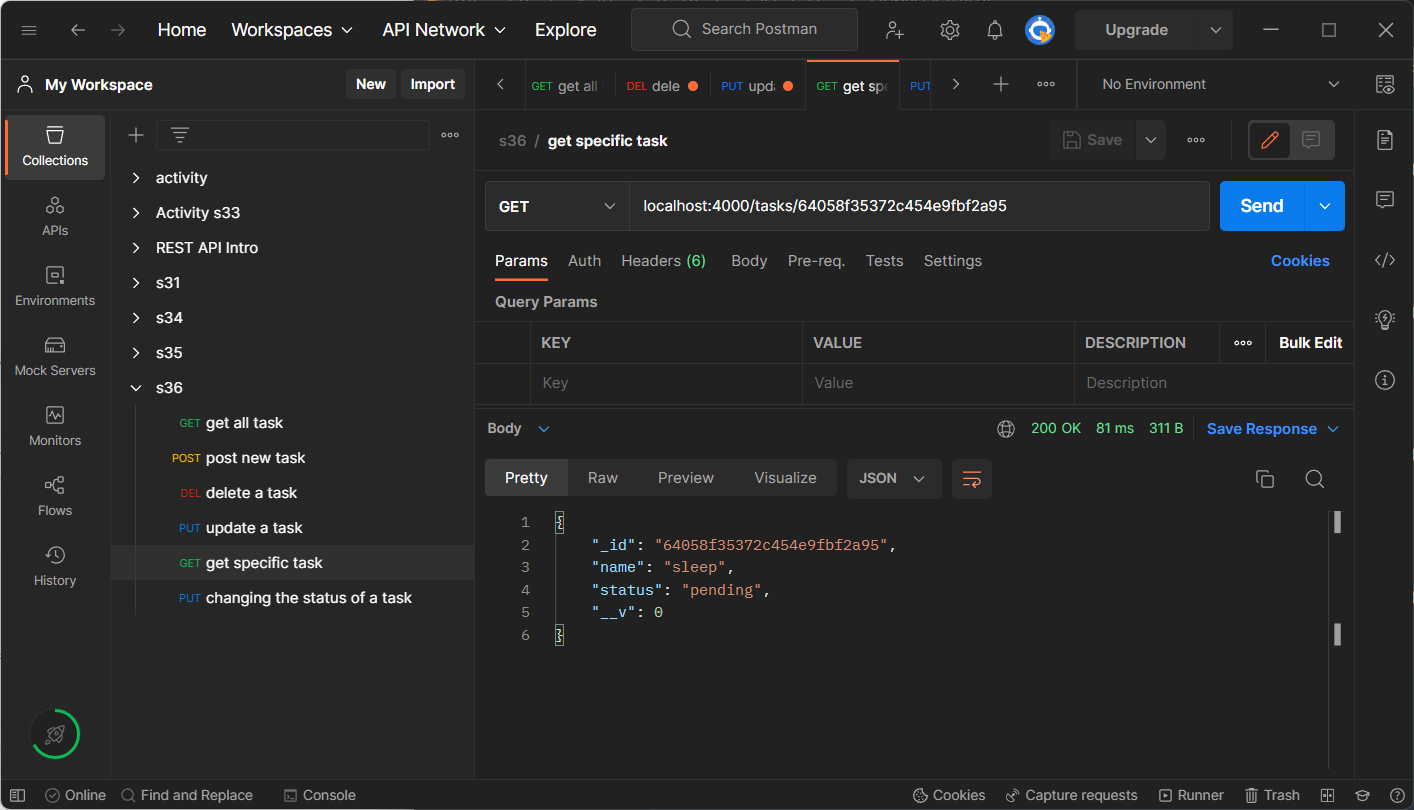 Home Workspaces API Network Explore Search Postman Upgrade
My Workspace New Import
GET get all DEL dele PUT upda GET get spe PUT No Environment
Collections
APIs
Environments
Mock Servers
Monitors
Flows
History
activity
Activity s33
REST API Intro
s31
s34
s35
s36
GET get all task
POST post new task
DEL delete a task
PUT update a task
GET get specific task
PUT changing the status of a task
s36 / get specific task Save
GET localhost:4000/tasks/64058f35372c454e9fbf2a95 Send
Params Auth Headers (6) Body Pre-req. Tests Settings Cookies
Query Params
KEY VALUE DESCRIPTION Bulk Edit
Key Value Description
Body 200 OK 81 ms 311 B Save Response
Pretty Raw Preview Visualize JSON
1 {
2 "_id": "64058f35372c454e9fbf2a95",
3 "name": "sleep",
4 "status": "pending",
5 "__v": 0
6 }
Online Find and Replace Console Cookies Capture requests Runner Trash